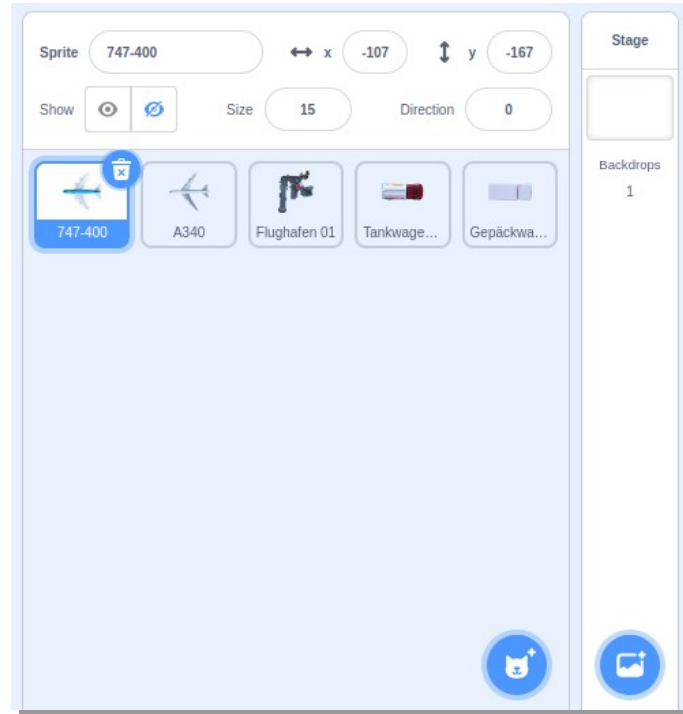 Sprite 747-400 x -107 y -167
Show Size 15 Direction 0
747-400 A340 Flughafen 01 Tankwage... Gepäckwa...
Stage
Backdrops
1